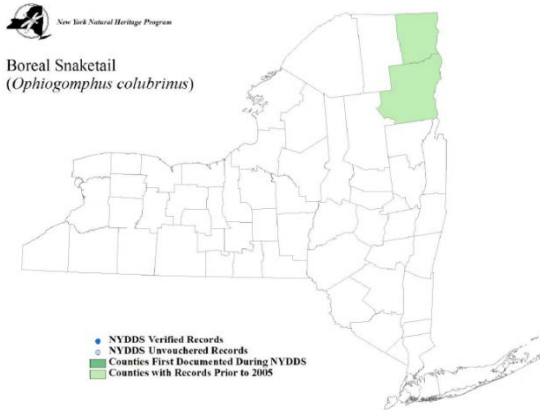 New York Natural Heritage Program
Boreal Snaketail
(Ophiogomphus colubrinus)
NYDDS Verified Records
NYDDS Unvouchered Records
Counties First Documented During NYDDS
Counties with Records Prior to 2005